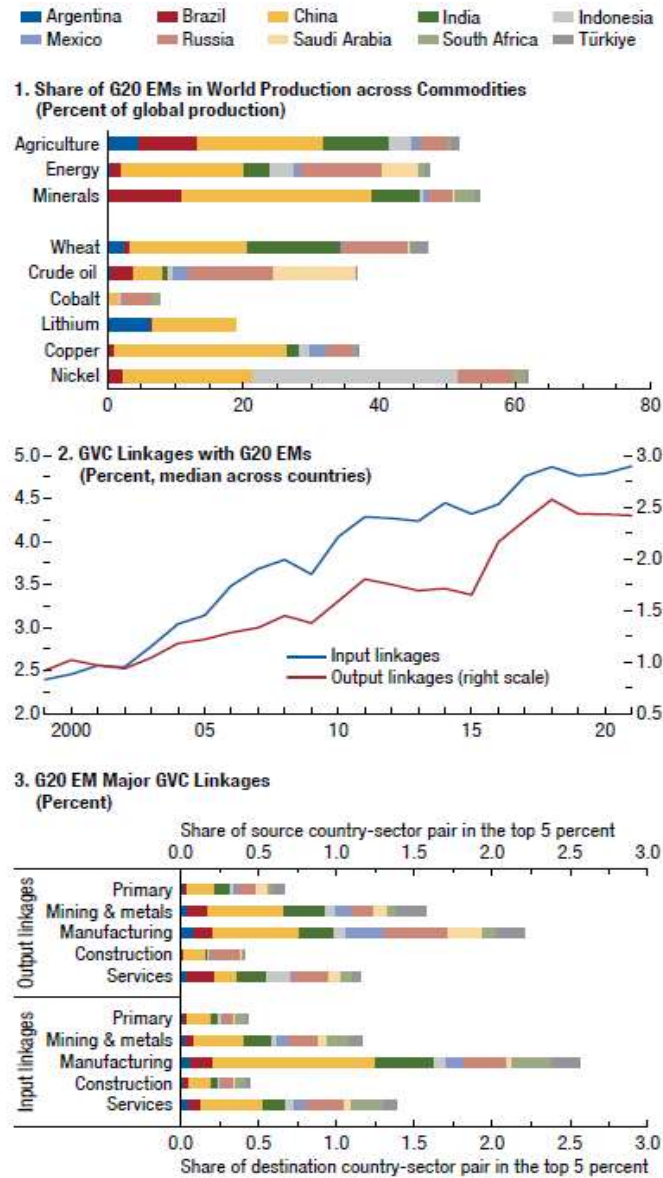 Argentina Brazil China India Indonesia
Mexico Russia Saudi Arabia South Africa Türkiye
1. Share of G20 EMs in World Production across Commodities
(Percent of global production)
Agriculture
Energy
Minerals
Wheat
Crude oil
Cobalt
Lithium
Copper
Nickel
0 20 40 60 80
2. GVC Linkages with G20 EMs
(Percent, median across countries)
5.0
4.5
4.0
3.5
3.0
2.5
2.0
3.0
2.5
2.0
1.5
1.0
0.5
Input linkages
Output linkages (right scale)
2000 05 10 15 20
3. G20 EM Major GVC Linkages
(Percent)
Share of source country-sector pair in the top 5 percent
0.0 0.5 1.0 1.5 2.0 2.5 3.0
Output linkages
Primary
Mining & metals
Manufacturing
Construction
Services
Input linkages
Primary
Mining & metals
Manufacturing
Construction
Services
0.0 0.5 1.0 1.5 2.0 2.5 3.0
Share of destination country-sector pair in the top 5 percent